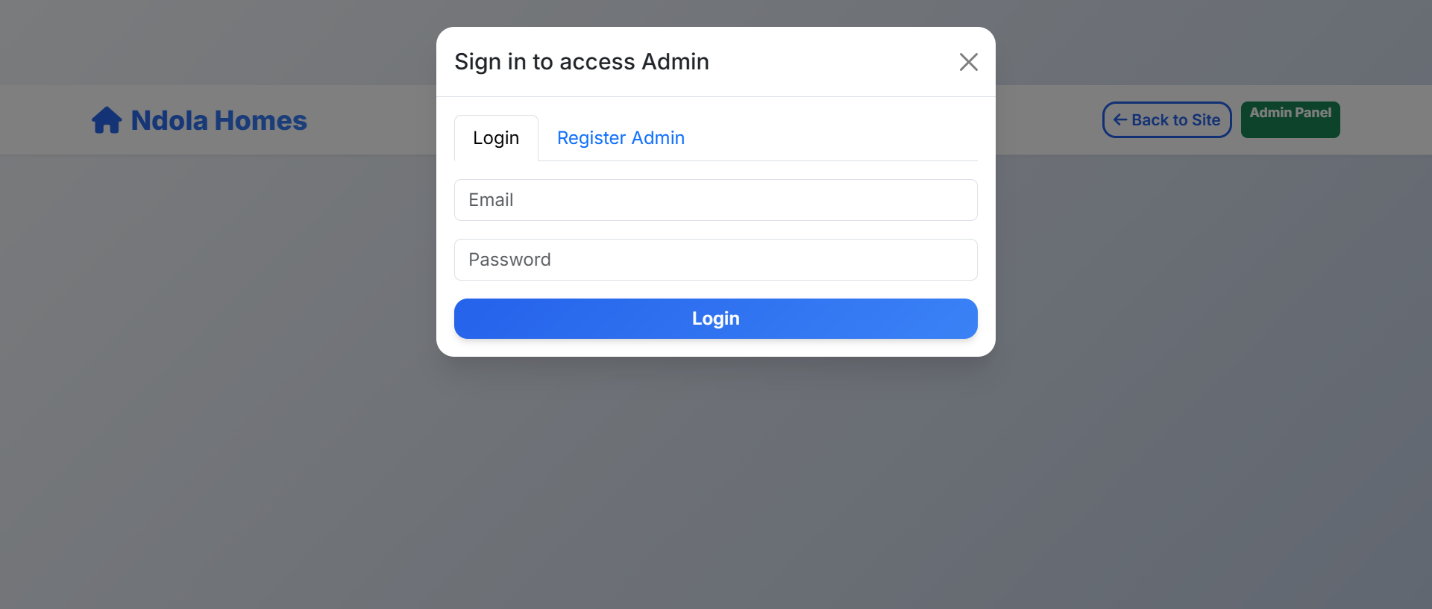 Sign in to access Admin
Ndola Homes
Back to Site
Admin Panel
Login
Register Admin
Email
Password
Login